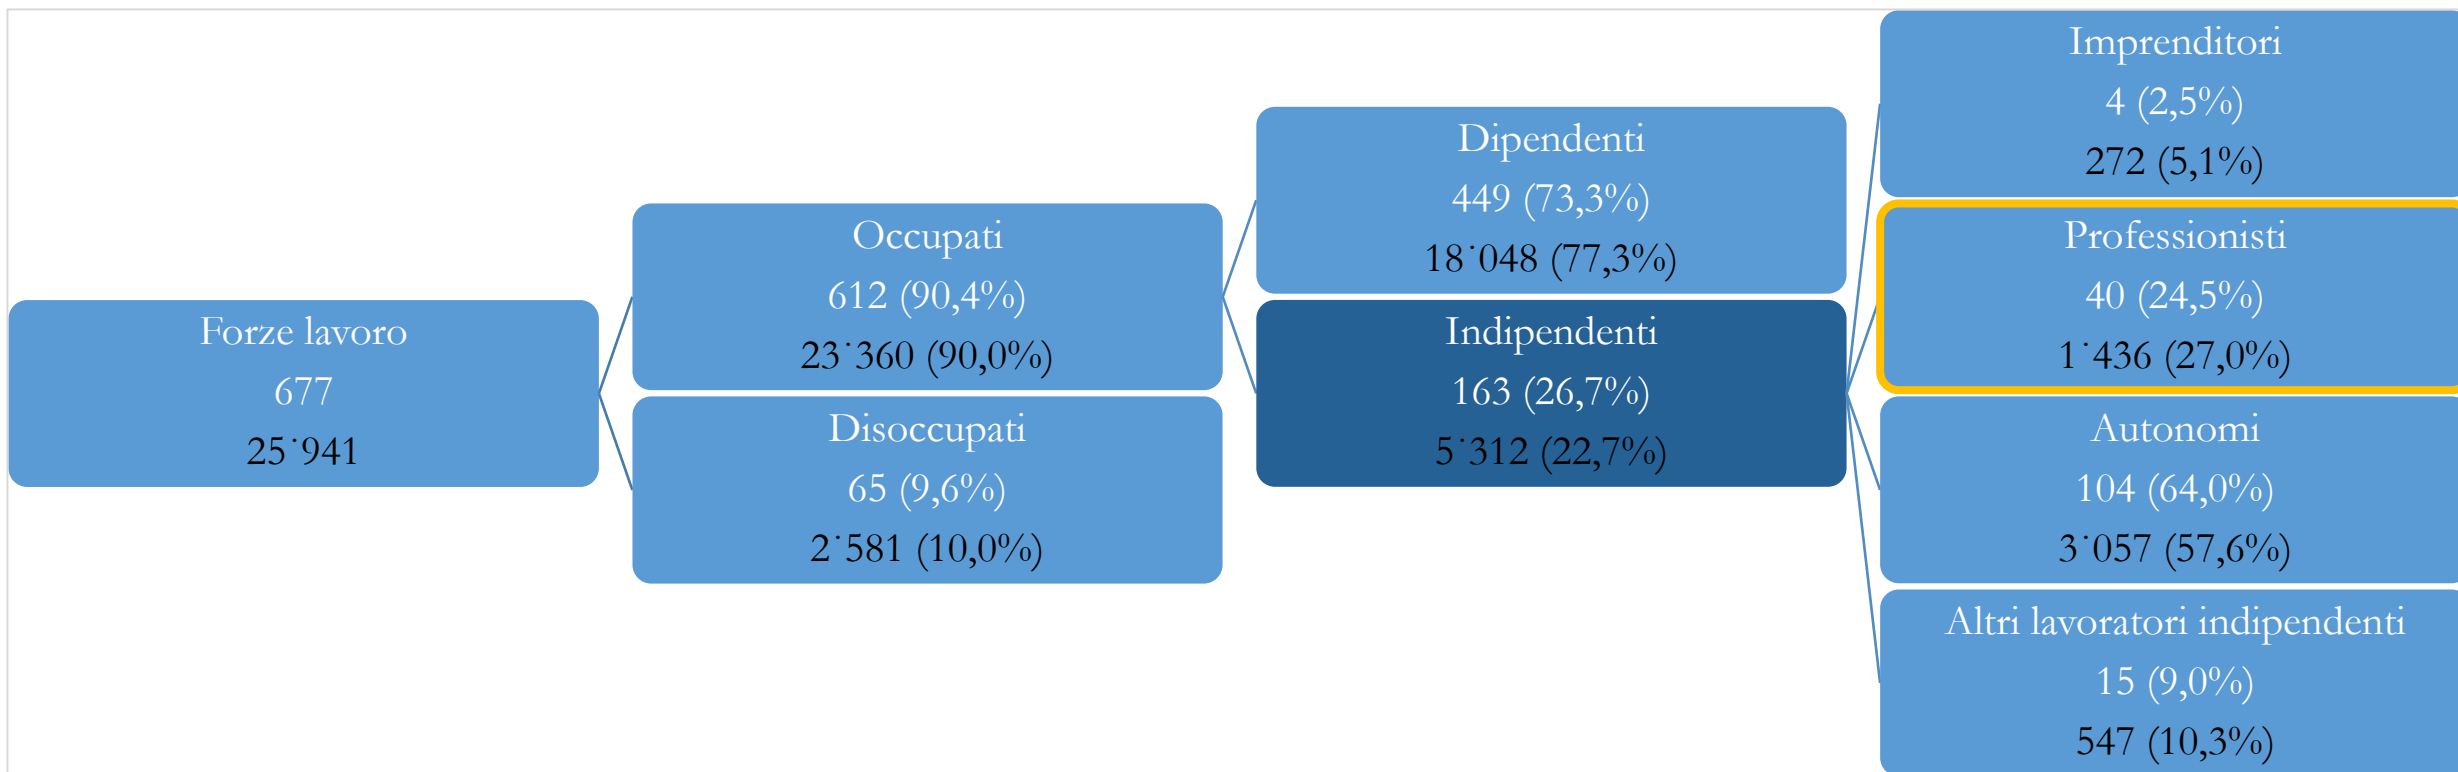 Forze lavoro
677
25˙941
Occupati
612 (90,4%)
23˙360 (90,0%)
Disoccupati
65 (9,6%)
2˙581 (10,0%)
Dipendenti
449 (73,3%)
18˙048 (77,3%)
Indipendenti
163 (26,7%)
5˙312 (22,7%)
Imprenditori
4 (2,5%)
272 (5,1%)
Professionisti
40 (24,5%)
1˙436 (27,0%)
Autonomi
104 (64,0%)
3˙057 (57,6%)
Altri lavoratori indipendenti
15 (9,0%)
547 (10,3%)